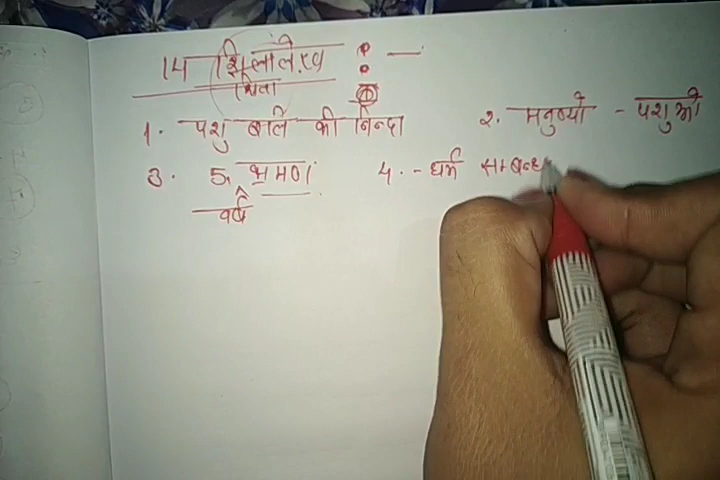 14 शिलालेख : —
शिवा
1. पशु बलि की निन्दा 2. मनुष्यो - पशुओ
3. 5 भ्रमण 4. - धर्म सम्बन्ध
वर्ष